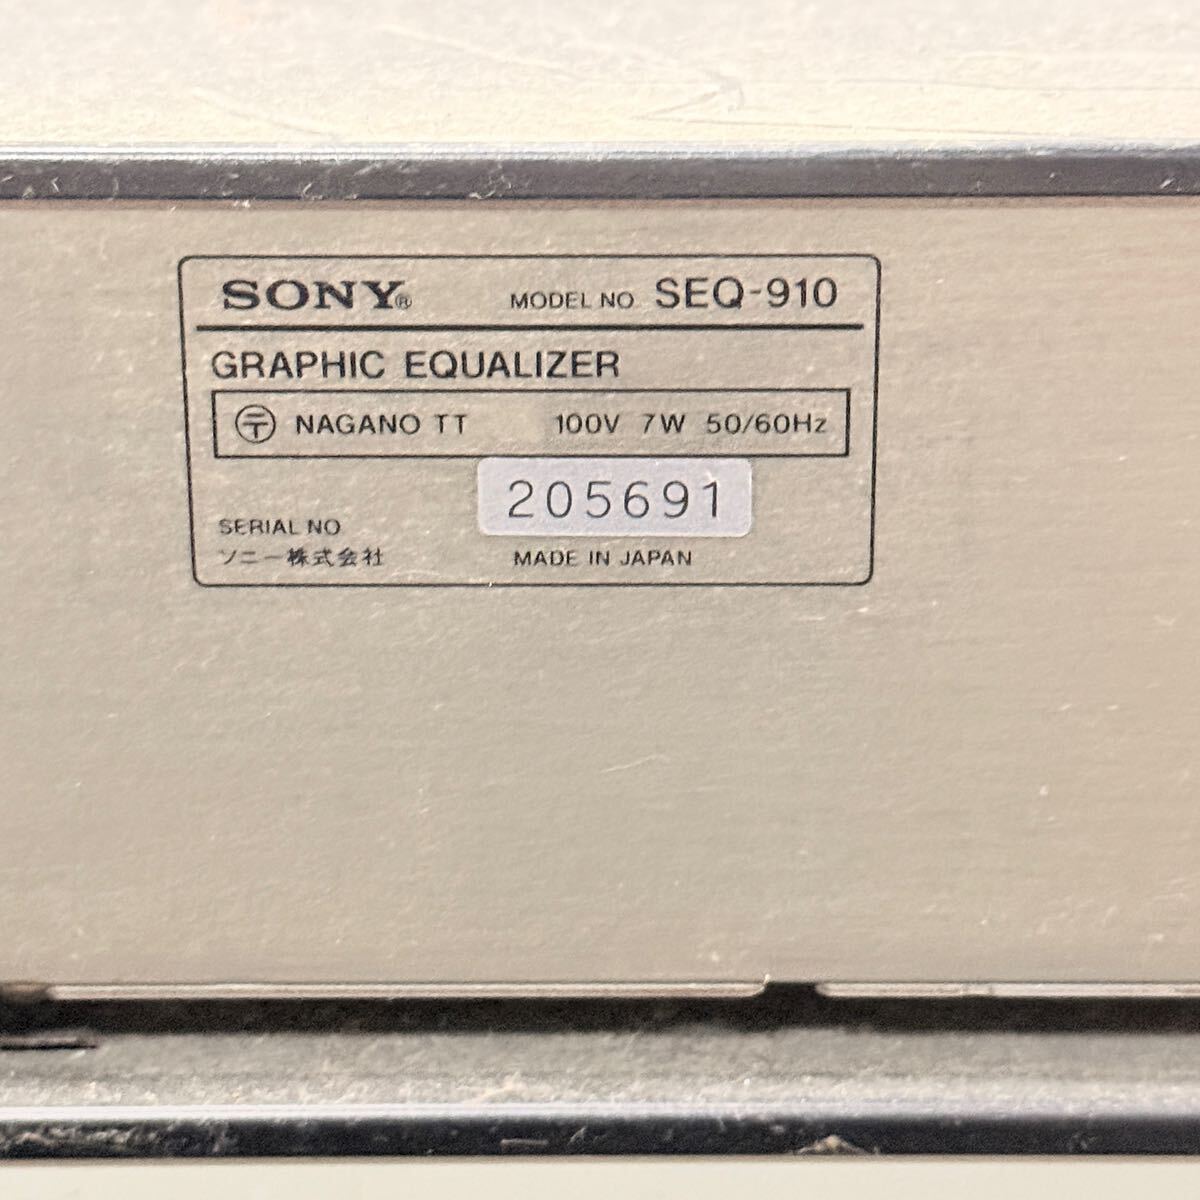 SONY® MODEL NO SEQ-910
GRAPHIC EQUALIZER
〶 NAGANO TT 100V 7W 50/60Hz
205691
SERIAL NO
ソニー株式会社 MADE IN JAPAN